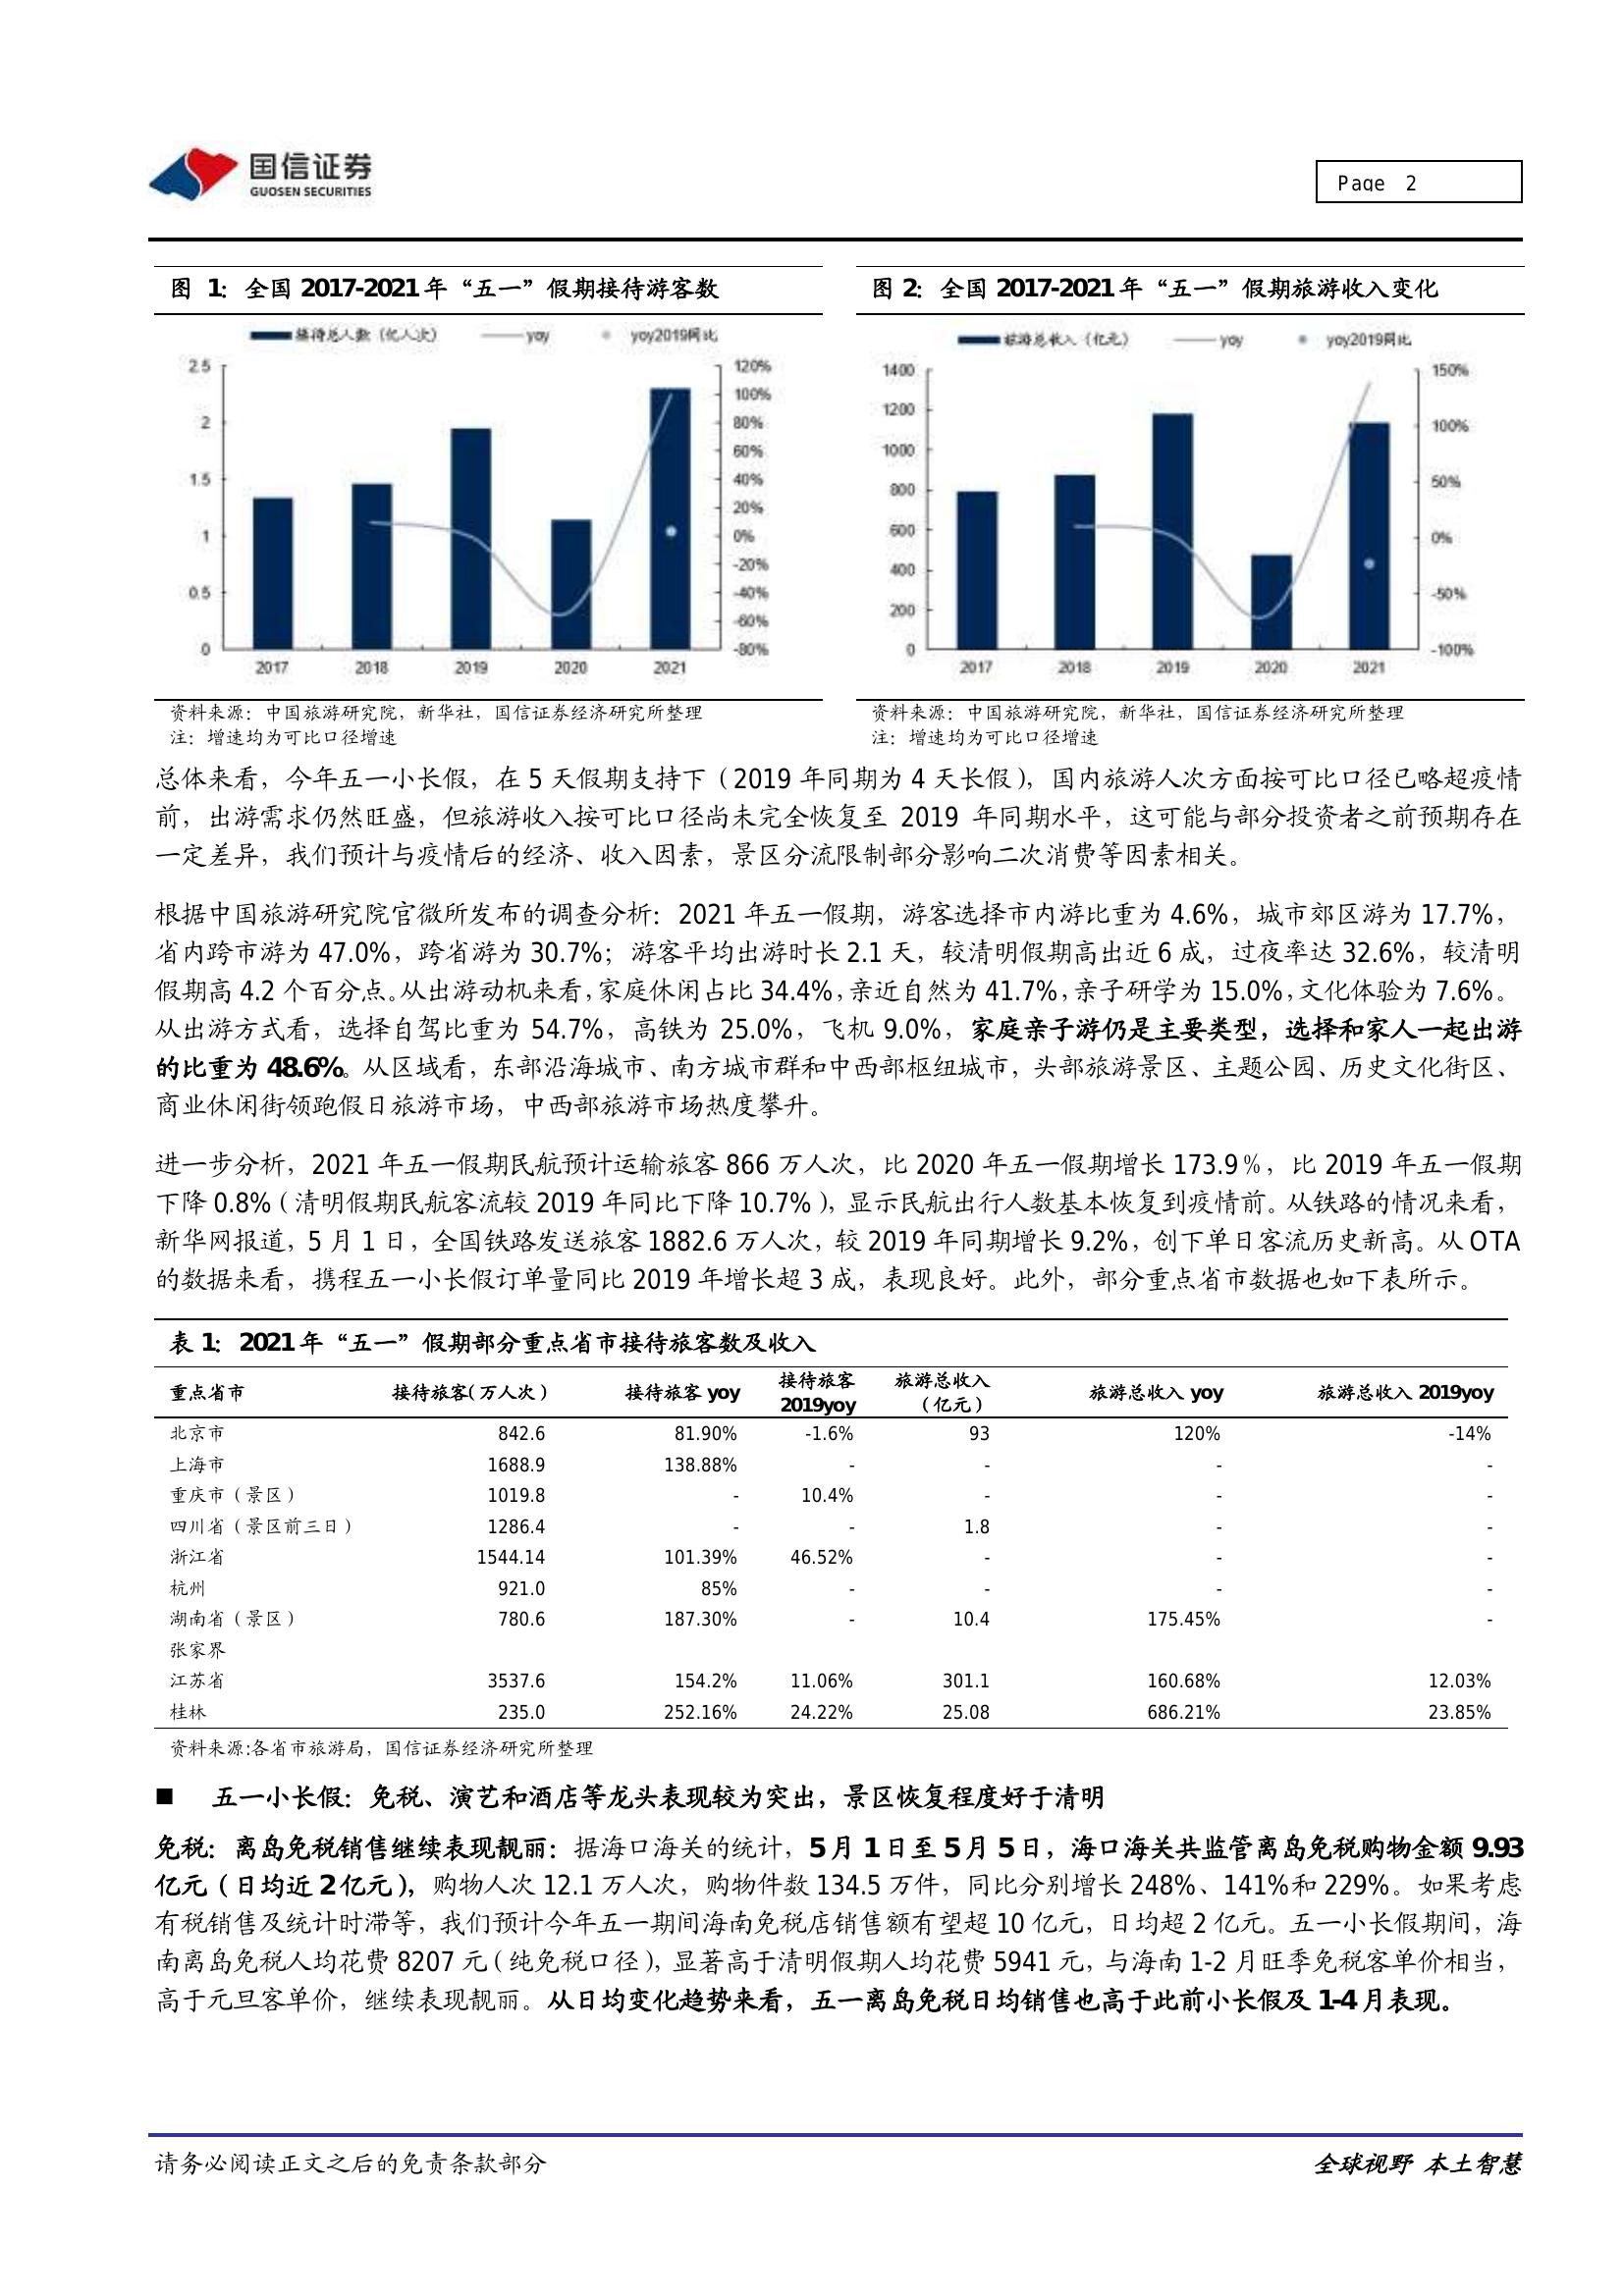 国信证券
GUOSEN SECURITIES
Page 2
图 1：全国 2017-2021 年“五一”假期接待游客数
接待总人数（亿人次） yoy yoy2019同比
2.5
2
1.5
1
0.5
0
120%
100%
80%
60%
40%
20%
0%
-20%
-40%
-60%
-80%
2017 2018 2019 2020 2021
资料来源：中国旅游研究院，新华社，国信证券经济研究所整理
注：增速均为可比口径增速
图 2：全国 2017-2021 年“五一”假期旅游收入变化
旅游总收入（亿元） yoy yoy2019同比
1400
1200
1000
800
600
400
200
0
150%
100%
50%
0%
-50%
-100%
2017 2018 2019 2020 2021
资料来源：中国旅游研究院，新华社，国信证券经济研究所整理
注：增速均为可比口径增速
总体来看，今年五一小长假，在 5 天假期支持下（2019 年同期为 4 天长假），国内旅游人次方面按可比口径已略超疫情
前，出游需求仍然旺盛，但旅游收入按可比口径尚未完全恢复至 2019 年同期水平，这可能与部分投资者之前预期存在
一定差异，我们预计与疫情后的经济、收入因素，景区分流限制部分影响二次消费等因素相关。
根据中国旅游研究院官微所发布的调查分析：2021 年五一假期，游客选择市内游比重为 4.6%，城市郊区游为 17.7%，
省内跨市游为 47.0%，跨省游为 30.7%；游客平均出游时长 2.1 天，较清明假期高出近 6 成，过夜率达 32.6%，较清明
假期高 4.2 个百分点。从出游动机来看，家庭休闲占比 34.4%，亲近自然为 41.7%，亲子研学为 15.0%，文化体验为 7.6%。
从出游方式看，选择自驾比重为 54.7%，高铁为 25.0%，飞机 9.0%，家庭亲子游仍是主要类型，选择和家人一起出游
的比重为 48.6%。从区域看，东部沿海城市、南方城市群和中西部枢纽城市，头部旅游景区、主题公园、历史文化街区、
商业休闲街领跑假日旅游市场，中西部旅游市场热度攀升。
进一步分析，2021 年五一假期民航预计运输旅客 866 万人次，比 2020 年五一假期增长 173.9％，比 2019 年五一假期
下降 0.8%（清明假期民航客流较 2019 年同比下降 10.7%），显示民航出行人数基本恢复到疫情前。从铁路的情况来看，
新华网报道，5 月 1 日，全国铁路发送旅客 1882.6 万人次，较 2019 年同期增长 9.2%，创下单日客流历史新高。从 OTA
的数据来看，携程五一小长假订单量同比 2019 年增长超 3 成，表现良好。此外，部分重点省市数据也如下表所示。
表 1：2021 年“五一”假期部分重点省市接待旅客数及收入
重点省市 接待旅客（万人次） 接待旅客 yoy 接待旅客 2019yoy 旅游总收入（亿元） 旅游总收入 yoy 旅游总收入 2019yoy
北京市 842.6 81.90% -1.6% 93 120% -14%
上海市 1688.9 138.88% - - - -
重庆市（景区） 1019.8 - 10.4% - - -
四川省（景区前三日） 1286.4 - - 1.8 - -
浙江省 1544.14 101.39% 46.52% - - -
杭州 921.0 85% - - - -
湖南省（景区） 780.6 187.30% - 10.4 175.45% -
张家界
江苏省 3537.6 154.2% 11.06% 301.1 160.68% 12.03%
桂林 235.0 252.16% 24.22% 25.08 686.21% 23.85%
资料来源:各省市旅游局，国信证券经济研究所整理
■ 五一小长假：免税、演艺和酒店等龙头表现较为突出，景区恢复程度好于清明
免税：离岛免税销售继续表现靓丽：据海口海关的统计，5 月 1 日至 5 月 5 日，海口海关共监管离岛免税购物金额 9.93
亿元（日均近 2 亿元），购物人次 12.1 万人次，购物件数 134.5 万件，同比分别增长 248%、141%和 229%。如果考虑
有税销售及统计时滞等，我们预计今年五一期间海南免税店销售额有望超 10 亿元，日均超 2 亿元。五一小长假期间，海
南离岛免税人均花费 8207 元（纯免税口径），显著高于清明假期人均花费 5941 元，与海南 1-2 月旺季免税客单价相当，
高于元旦客单价，继续表现靓丽。从日均变化趋势来看，五一离岛免税日均销售也高于此前小长假及 1-4 月表现。
请务必阅读正文之后的免责条款部分
全球视野 本土智慧